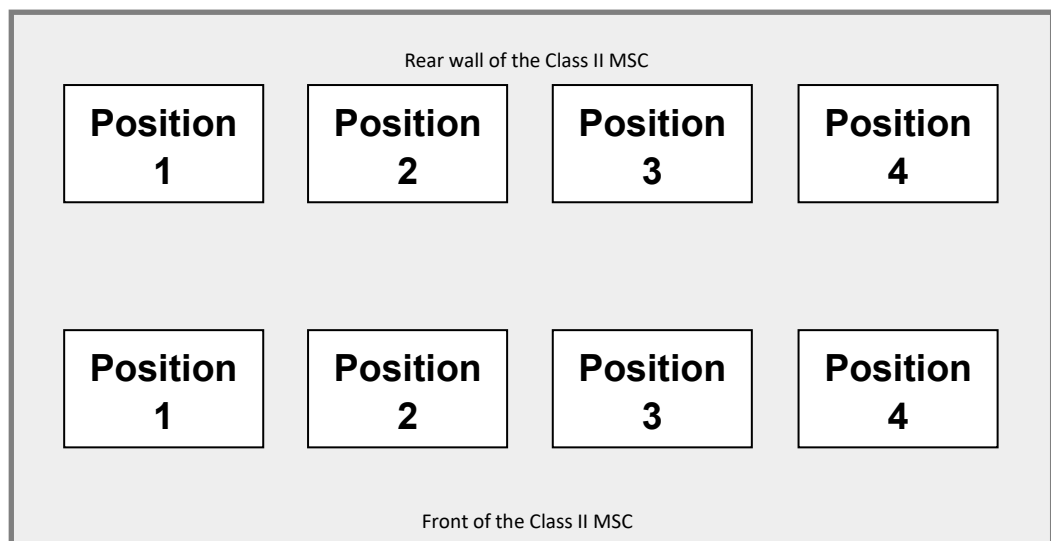 Rear wall of the Class II MSC
Position
1
Position
2
Position
3
Position
4
Position
1
Position
2
Position
3
Position
4
Front of the Class II MSC